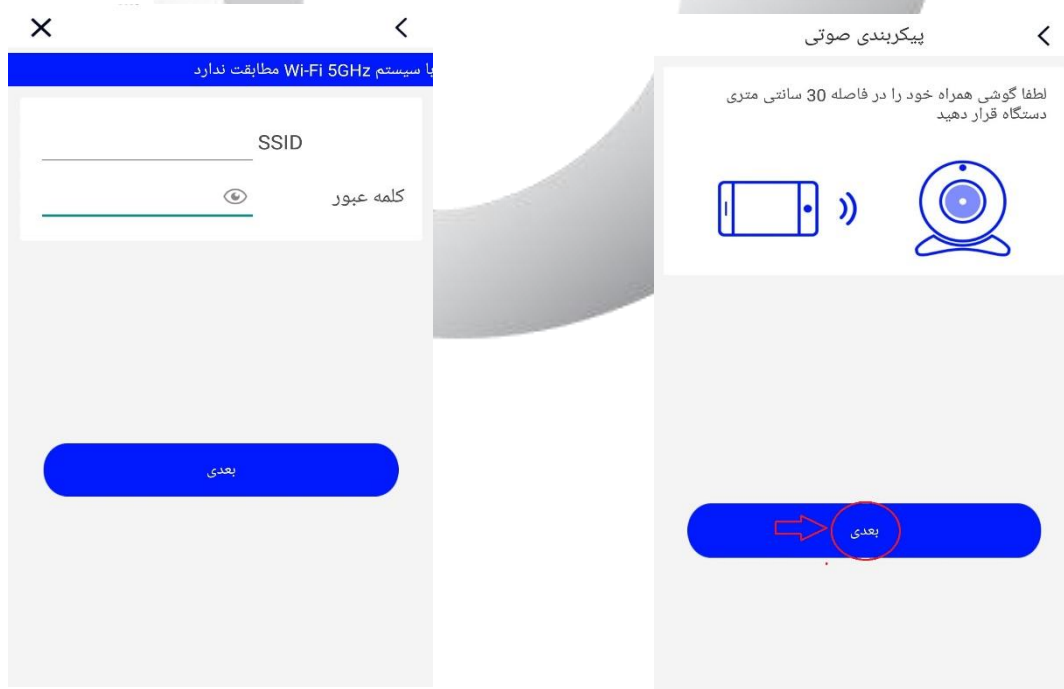 با سیستم Wi-Fi 5GHz مطابقت ندارد
SSID
کلمه عبور
بعدی
پیکربندی صوتی
لطفا گوشی همراه خود را در فاصله 30 سانتی متری
دستگاه قرار دهید
بعدی